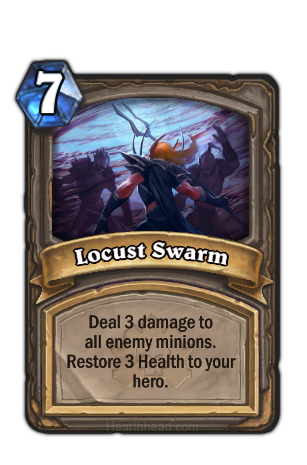 7
Locust Swarm
Deal 3 damage to
all enemy minions.
Restore 3 Health to your
hero.
Hearthhead.com